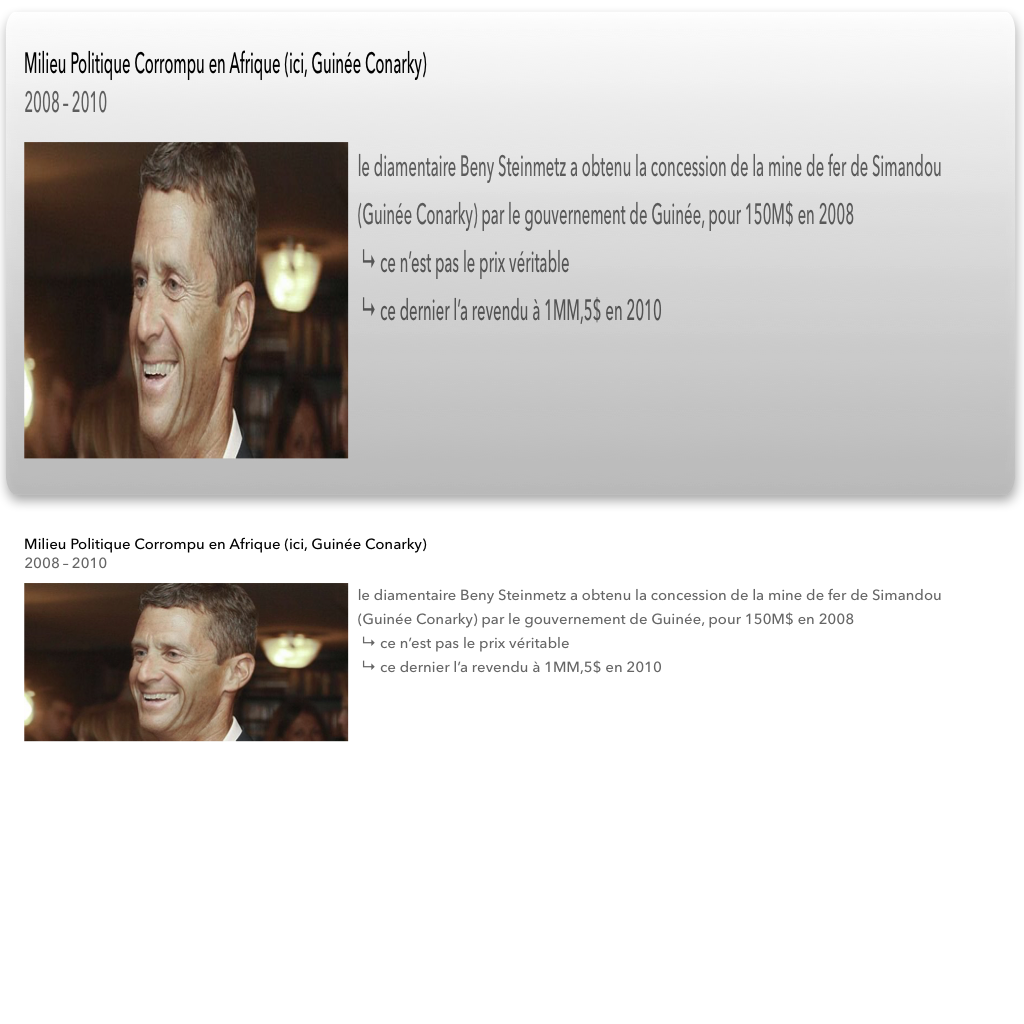 Milieu Politique Corrompu en Afrique (ici, Guinée Conarky)
2008 – 2010
le diamentaire Beny Steinmetz a obtenu la concession de la mine de fer de Simandou
(Guinée Conarky) par le gouvernement de Guinée, pour 150M$ en 2008
↳ ce n’est pas le prix véritable
↳ ce dernier l’a revendu à 1MM,5$ en 2010
Milieu Politique Corrompu en Afrique (ici, Guinée Conarky)
2008 – 2010
le diamentaire Beny Steinmetz a obtenu la concession de la mine de fer de Simandou
(Guinée Conarky) par le gouvernement de Guinée, pour 150M$ en 2008
↳ ce n’est pas le prix véritable
↳ ce dernier l’a revendu à 1MM,5$ en 2010